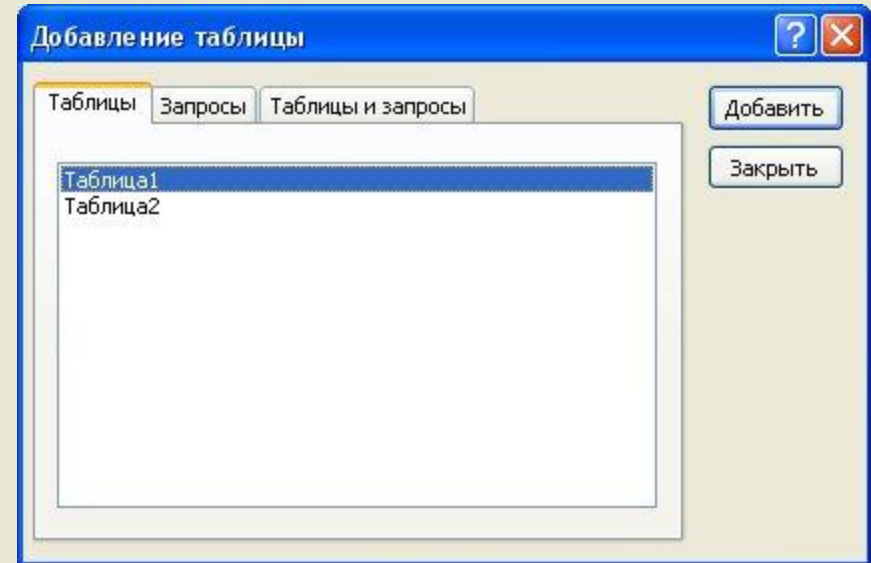 Добавление таблицы
?
Таблицы Запросы Таблицы и запросы
Добавить
Закрыть
Таблица1
Таблица2